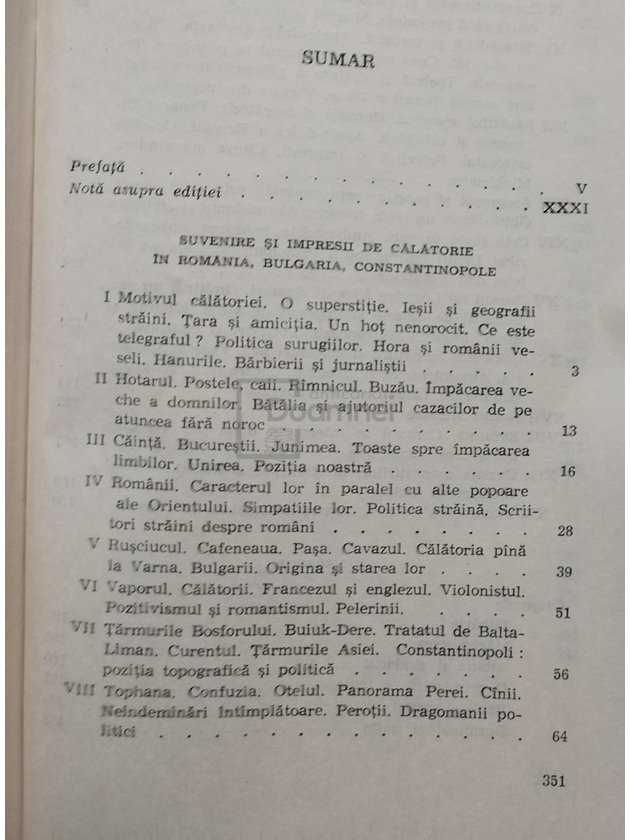 SUMAR
Prefață . . . . . . . . . . . . . . . V
Notă asupra ediției . . . . . . . . . . . XXXI
SUVENIRE ȘI IMPRESII DE CĂLĂTORIE
ÎN ROMÂNIA, BULGARIA, CONSTANTINOPOLE
I Motivul călătoriei. O superstiție. Ieșii și geografii
străini. Țara și amiciția. Un hoț nenorocit. Ce este
telegraful? Politica surugiilor. Hora și românii ve-
seli. Hanurile. Bărbierii și jurnaliștii . . . . . 3
II Hotarul. Postele, caii. Rîmnicul. Buzău. Împăcarea ve-
che a domnilor. Bătălia și ajutoriul cazacilor de pe
atuncea fără noroc . . . . . . . . . . 13
III Căință. Bucureștii. Junimea. Toaste spre împăcarea
limbilor. Unirea. Poziția noastră . . . . . . 16
IV Românii. Caracterul lor în paralel cu alte popoare
ale Orientului. Simpatiile lor. Politica străină. Scrii-
tori străini despre români . . . . . . . . 28
V Rușciucul. Cafeneaua. Pașa. Cavazul. Călătoria pînă
la Varna. Bulgarii. Origina și starea lor . . . . 39
VI Vaporul. Călătorii. Francezul și englezul. Violonistul.
Pozitivismul și romantismul. Pelerinii. . . . . 51
VII Țărmurile Bosforului. Buiuk-Dere. Tratatul de Balta-
Liman. Curentul. Țărmurile Asiei. Constantinopoli:
poziția topografică și politică . . . . . . . 56
VIII Tophana. Confuzia. Otelul. Panorama Perei. Cînii.
Neindeminări întîmplătoare. Peroții. Dragomanii po-
litici . . . . . . . . . . . . . . 64
351
anticariat
Doamnei